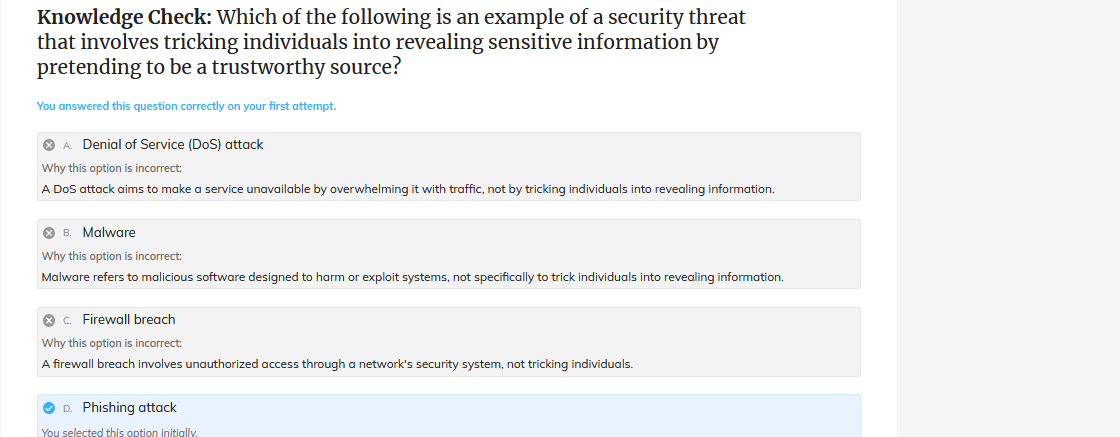 Knowledge Check: Which of the following is an example of a security threat
that involves tricking individuals into revealing sensitive information by
pretending to be a trustworthy source?
You answered this question correctly on your first attempt.
A. Denial of Service (DoS) attack
Why this option is incorrect:
A DoS attack aims to make a service unavailable by overwhelming it with traffic, not by tricking individuals into revealing information.
B. Malware
Why this option is incorrect:
Malware refers to malicious software designed to harm or exploit systems, not specifically to trick individuals into revealing information.
C. Firewall breach
Why this option is incorrect:
A firewall breach involves unauthorized access through a network's security system, not tricking individuals.
D. Phishing attack
You selected this option initially.